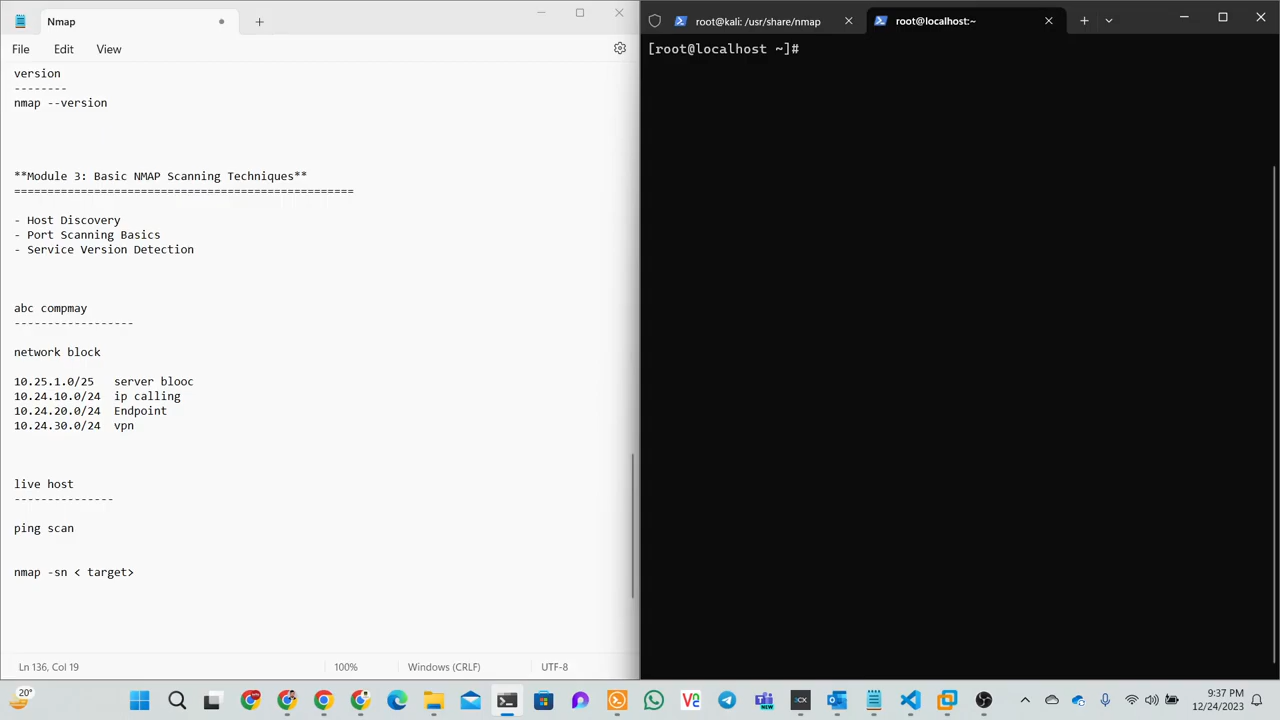 Nmap
File Edit View
version
--------
nmap --version
**Module 3: Basic NMAP Scanning Techniques**
===================================================
- Host Discovery
- Port Scanning Basics
- Service Version Detection
abc compmay
------------------
network block
10.25.1.0/25 server blooc
10.24.10.0/24 ip calling
10.24.20.0/24 Endpoint
10.24.30.0/24 vpn
live host
---------------
ping scan
nmap -sn < target>
Ln 136, Col 19
100%
Windows (CRLF)
UTF-8
root@kali: /usr/share/nmap
root@localhost:~
[root@localhost ~]#
20°
9:37 PM
12/24/2023